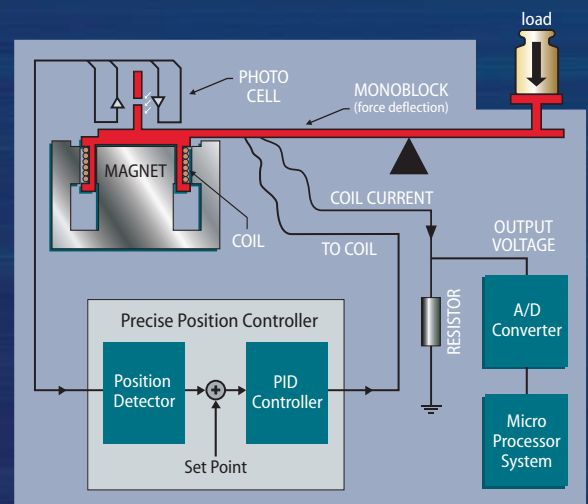 load
PHOTO
CELL
MONOBLOCK
(force deflection)
MAGNET
COIL
COIL CURRENT
TO COIL
OUTPUT
VOLTAGE
RESISTOR
A/D
Converter
Precise Position Controller
Position
Detector
+
PID
Controller
Set Point
Micro
Processor
System